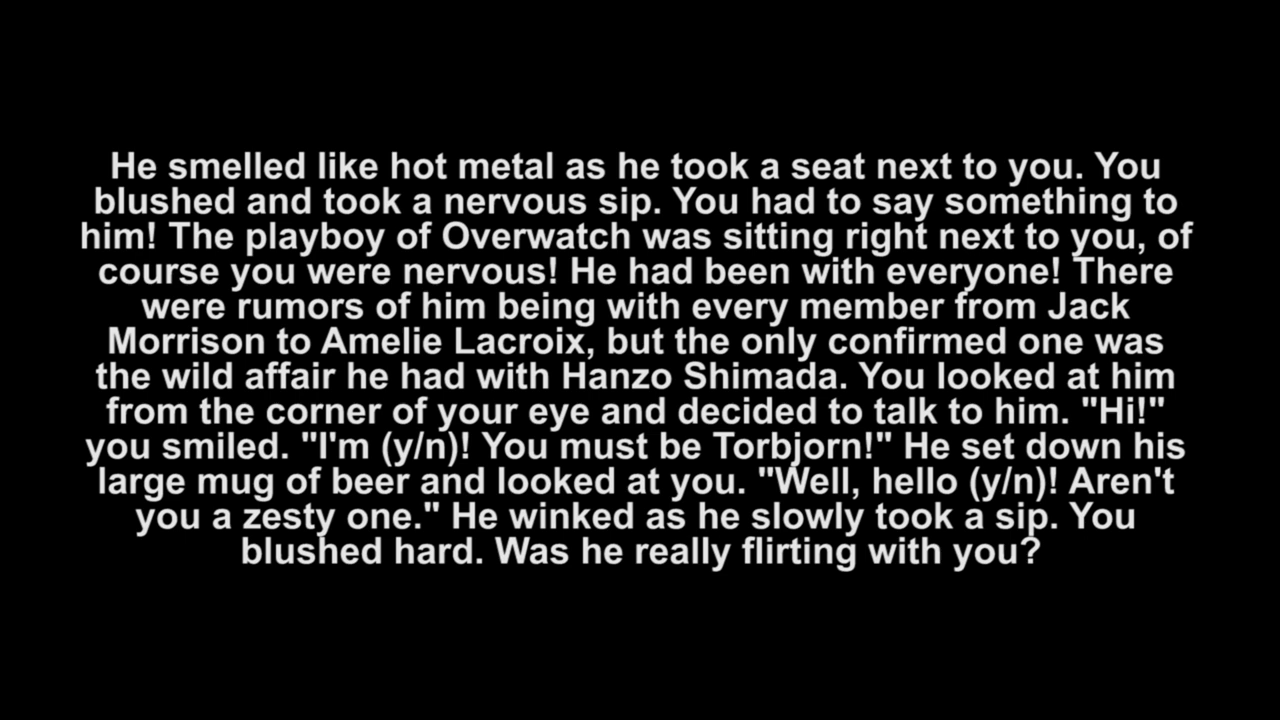 He smelled like hot metal as he took a seat next to you. You
blushed and took a nervous sip. You had to say something to
him! The playboy of Overwatch was sitting right next to you, of
course you were nervous! He had been with everyone! There
were rumors of him being with every member from Jack
Morrison to Amelie Lacroix, but the only confirmed one was
the wild affair he had with Hanzo Shimada. You looked at him
from the corner of your eye and decided to talk to him. "Hi!"
you smiled. "I'm (y/n)! You must be Torbjorn!" He set down his
large mug of beer and looked at you. "Well, hello (y/n)! Aren't
you a zesty one." He winked as he slowly took a sip. You
blushed hard. Was he really flirting with you?